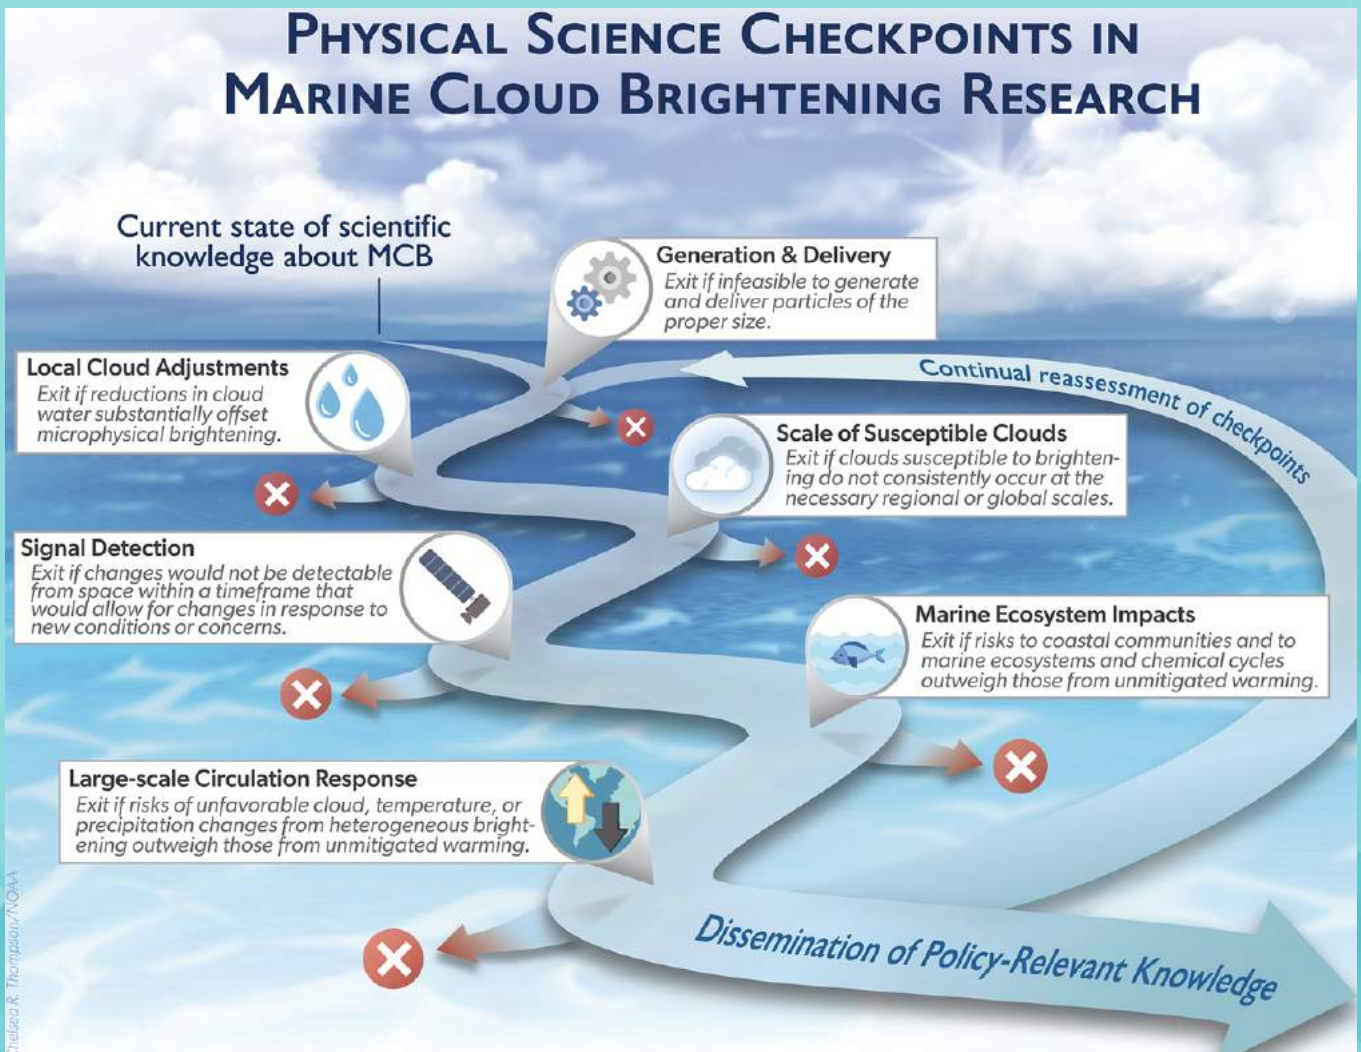 PHYSICAL SCIENCE CHECKPOINTS IN
MARINE CLOUD BRIGHTENING RESEARCH
Current state of scientific
knowledge about MCB
Generation & Delivery
Exit if infeasible to generate
and deliver particles of the
proper size.
Local Cloud Adjustments
Exit if reductions in cloud
water substantially offset
microphysical brightening.
Continual reassessment of checkpoints
Scale of Susceptible Clouds
Exit if clouds susceptible to brighten-
ing do not consistently occur at the
necessary regional or global scales.
Signal Detection
Exit if changes would not be detectable
from space within a timeframe that
would allow for changes in response to
new conditions or concerns.
Marine Ecosystem Impacts
Exit if risks to coastal communities and to
marine ecosystems and chemical cycles
outweigh those from unmitigated warming.
Large-scale Circulation Response
Exit if risks of unfavorable cloud, temperature, or
precipitation changes from heterogeneous bright-
ening outweigh those from unmitigated warming.
Dissemination of Policy-Relevant Knowledge
Chelsea R. Thompson/NOAA